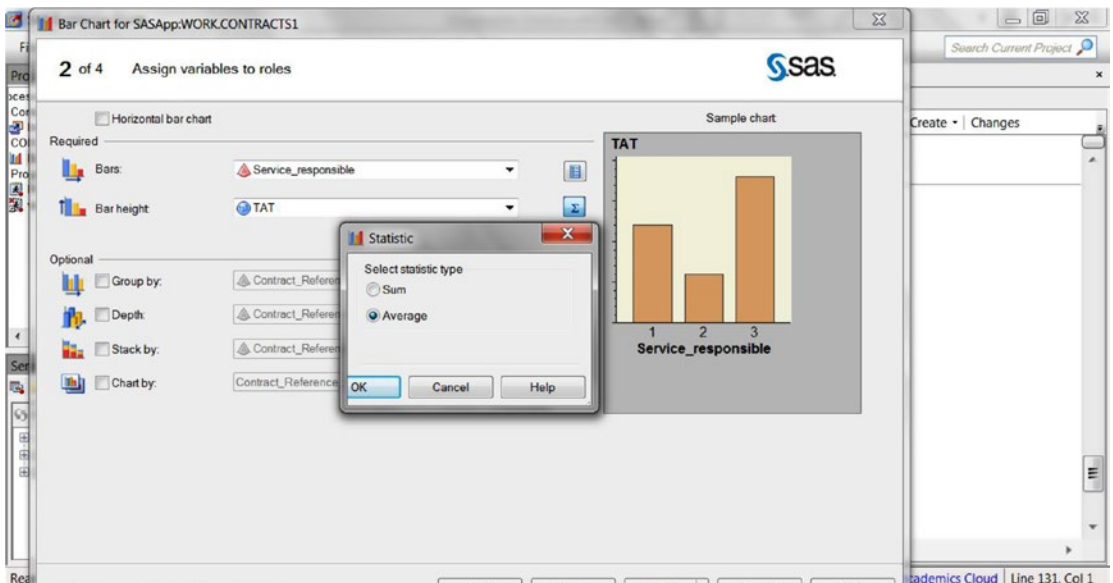 Bar Chart for SASApp:WORK.CONTRACTS1
Search Current Project
2 of 4 Assign variables to roles
sas
Horizontal bar chart
Sample chart
Create Changes
Required
TAT
Bars: Service_responsible
Bar height: TAT
Statistic
Optional
Select statistic type
Group by: Contract_Referen
Sum
Depth: Contract_Referen
Average
1 2 3
Stack by: Contract_Referen
Service_responsible
Chart by: Contract_Reference
OK Cancel Help
Line 131, Col 1